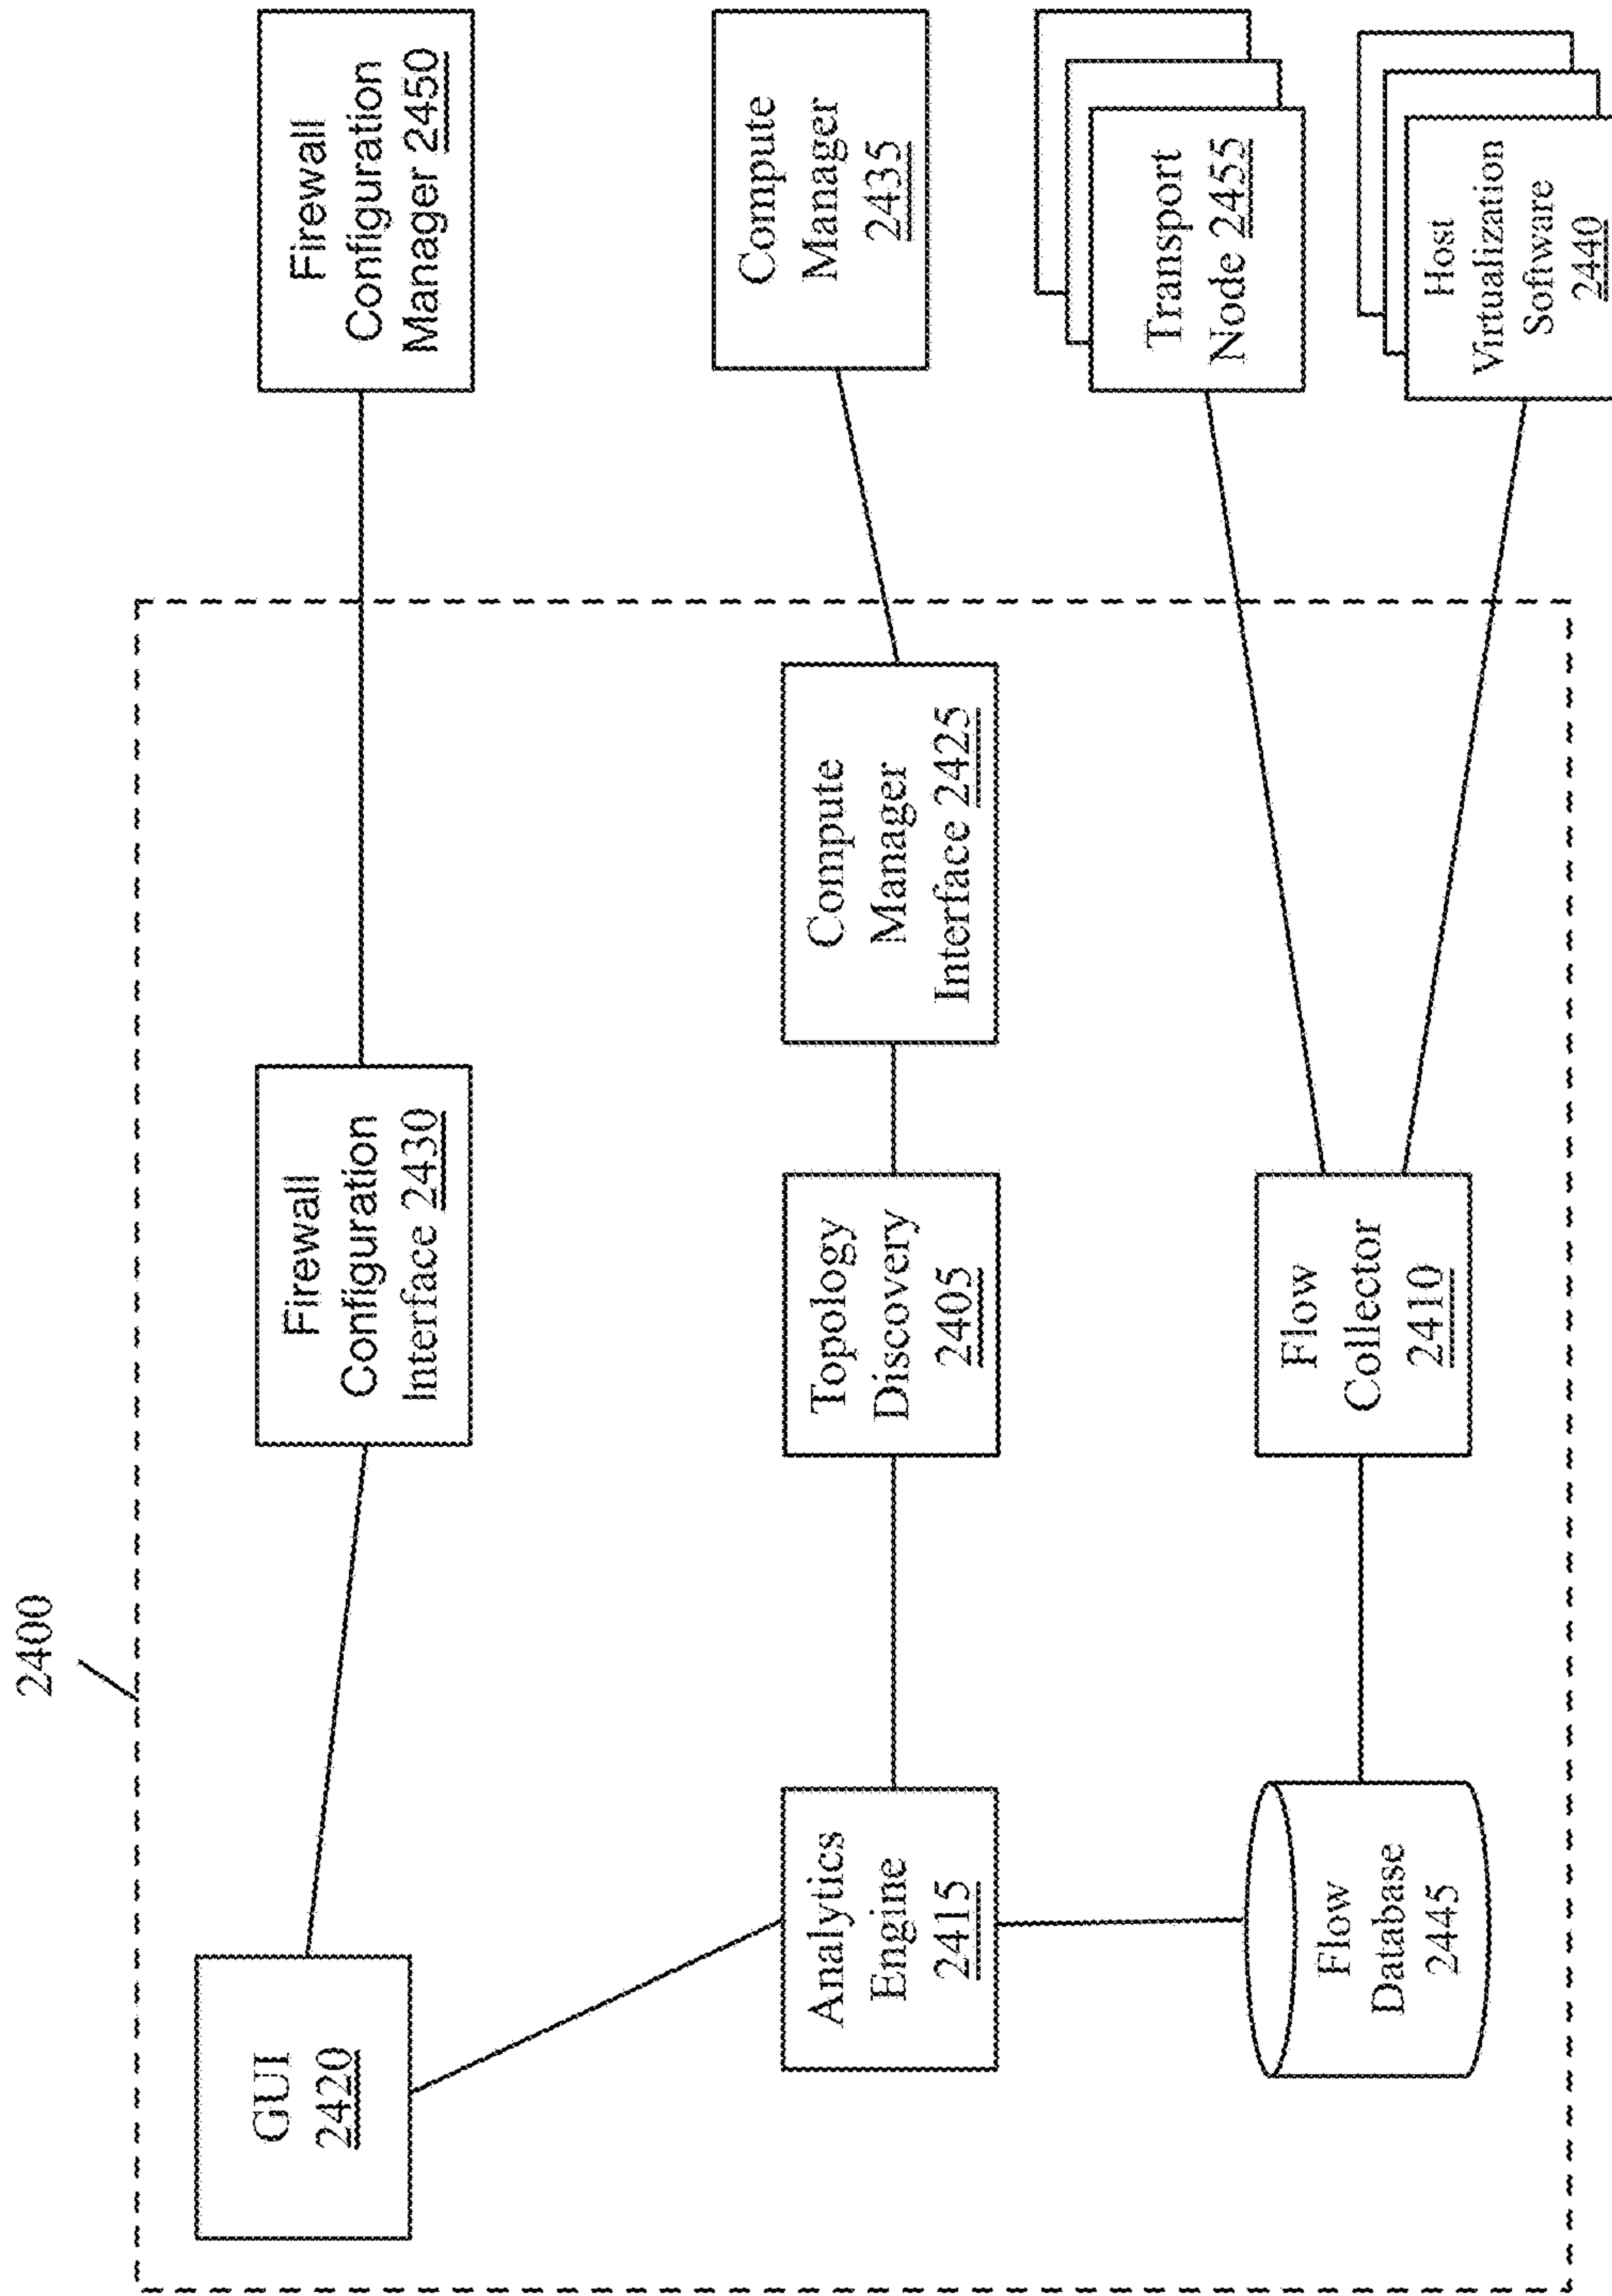 2400
GUI
2420
Firewall
Configuration
Interface 2430
Firewall
Configuration
Manager 2450
Analytics
Engine
2415
Topology
Discovery
2405
Compute
Manager
Interface 2425
Compute
Manager
2435
Flow
Database
2445
Flow
Collector
2410
Transport
Node 2455
Host
Virtualization
Software
2440